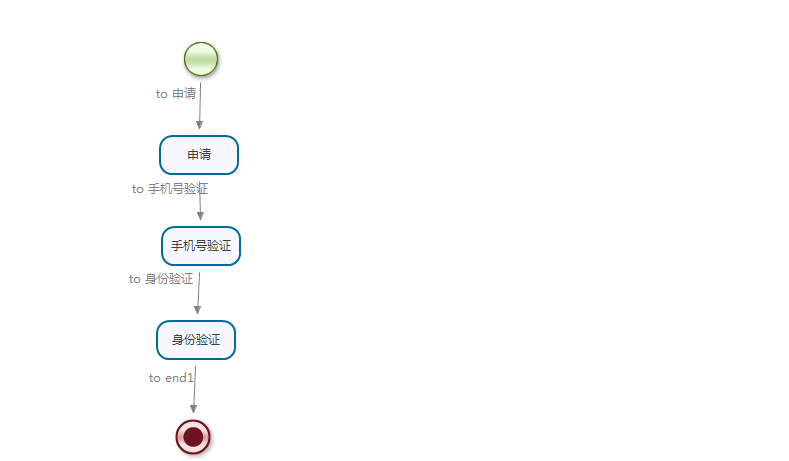 to 申请
申请
to 手机号验证
手机号验证
to 身份验证
身份验证
to end1